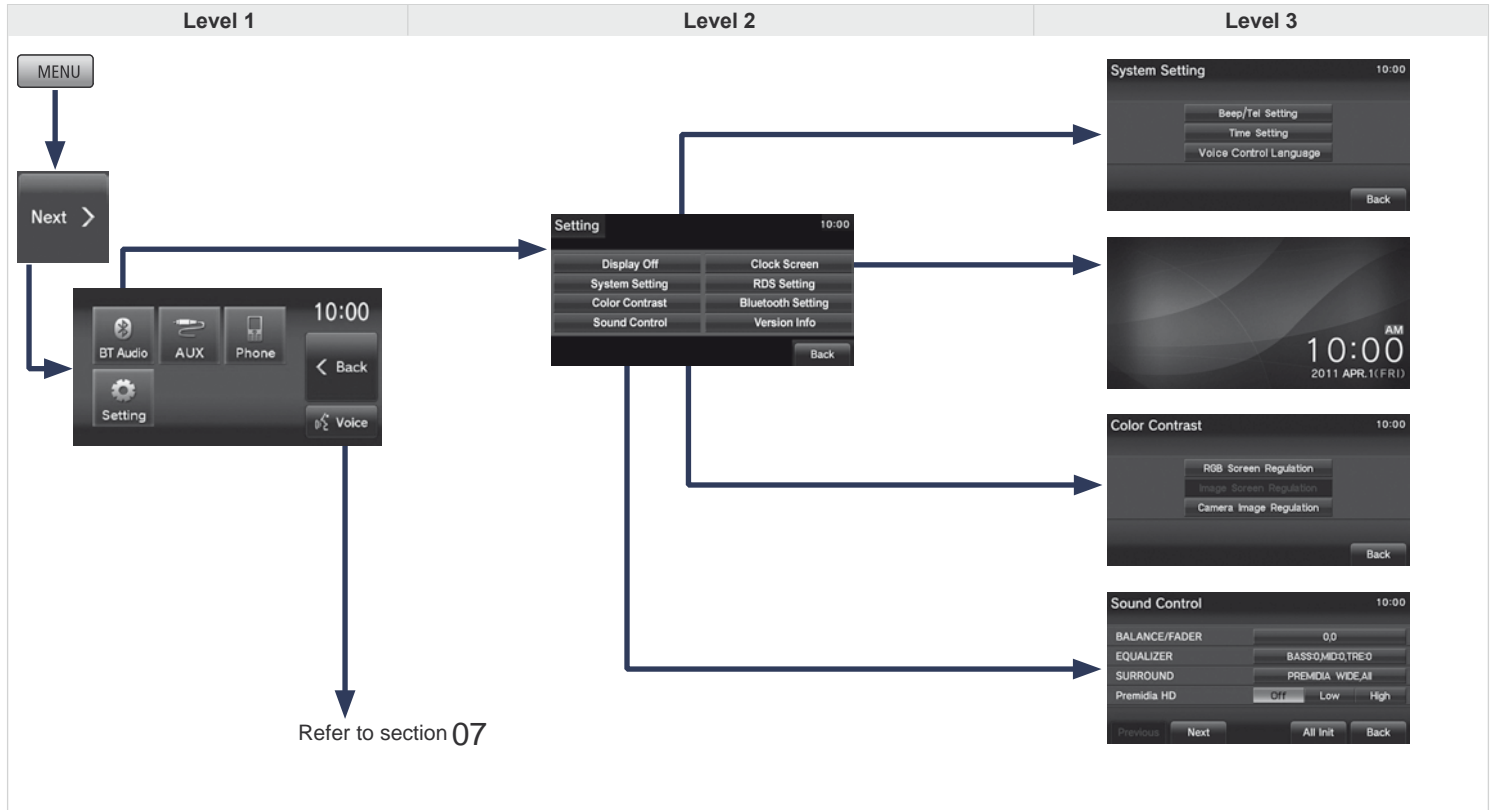 Level 1
Level 2
Level 3
MENU
Next >
10:00
BT Audio
AUX
Phone
< Back
Setting
Voice
Refer to section 07
Setting
10:00
Display Off
Clock Screen
System Setting
RDS Setting
Color Contrast
Bluetooth Setting
Sound Control
Version Info
Back
System Setting
10:00
Beep/Tel Setting
Time Setting
Voice Control Language
Back
AM
10:00
2011 APR.1(FRI)
Color Contrast
10:00
RGB Screen Regulation
Image Screen Regulation
Camera Image Regulation
Back
Sound Control
10:00
BALANCE/FADER 0,0
EQUALIZER BASS:0,MID:0,TRE:0
SURROUND PREMIDIA WIDE,All
Premidia HD Off Low High
Previous Next All Init Back